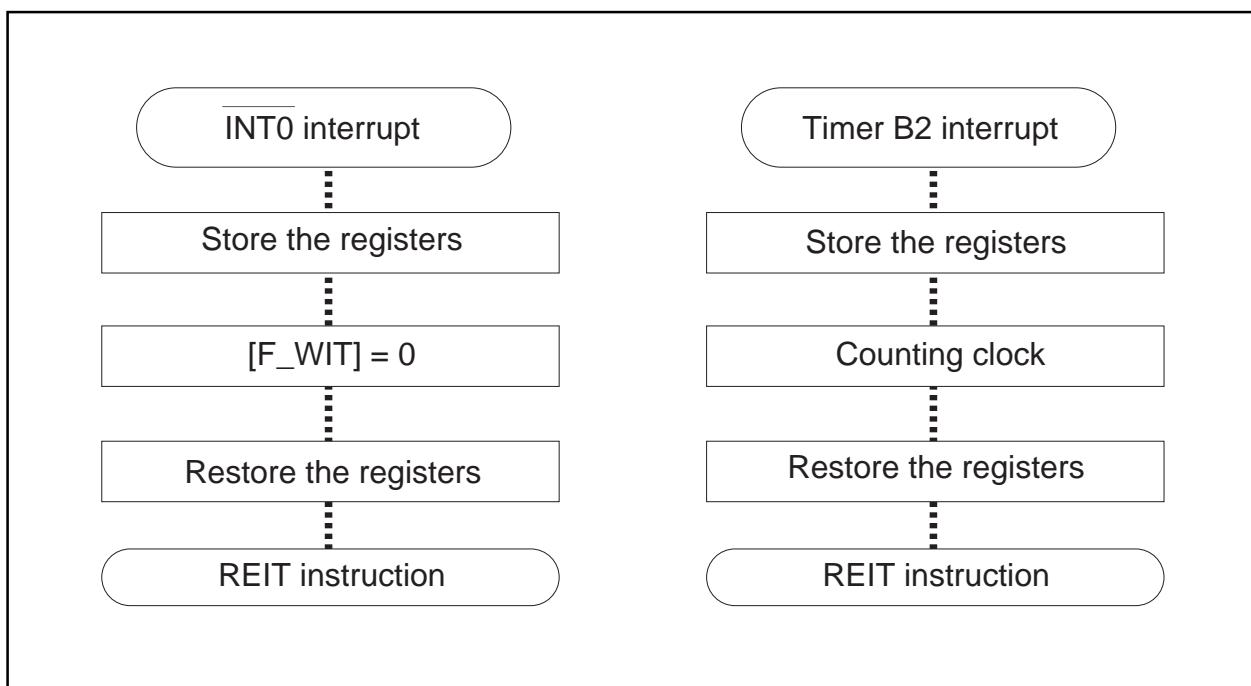 INT0 interrupt
Store the registers
[F_WIT] = 0
Restore the registers
REIT instruction
Timer B2 interrupt
Store the registers
Counting clock
Restore the registers
REIT instruction